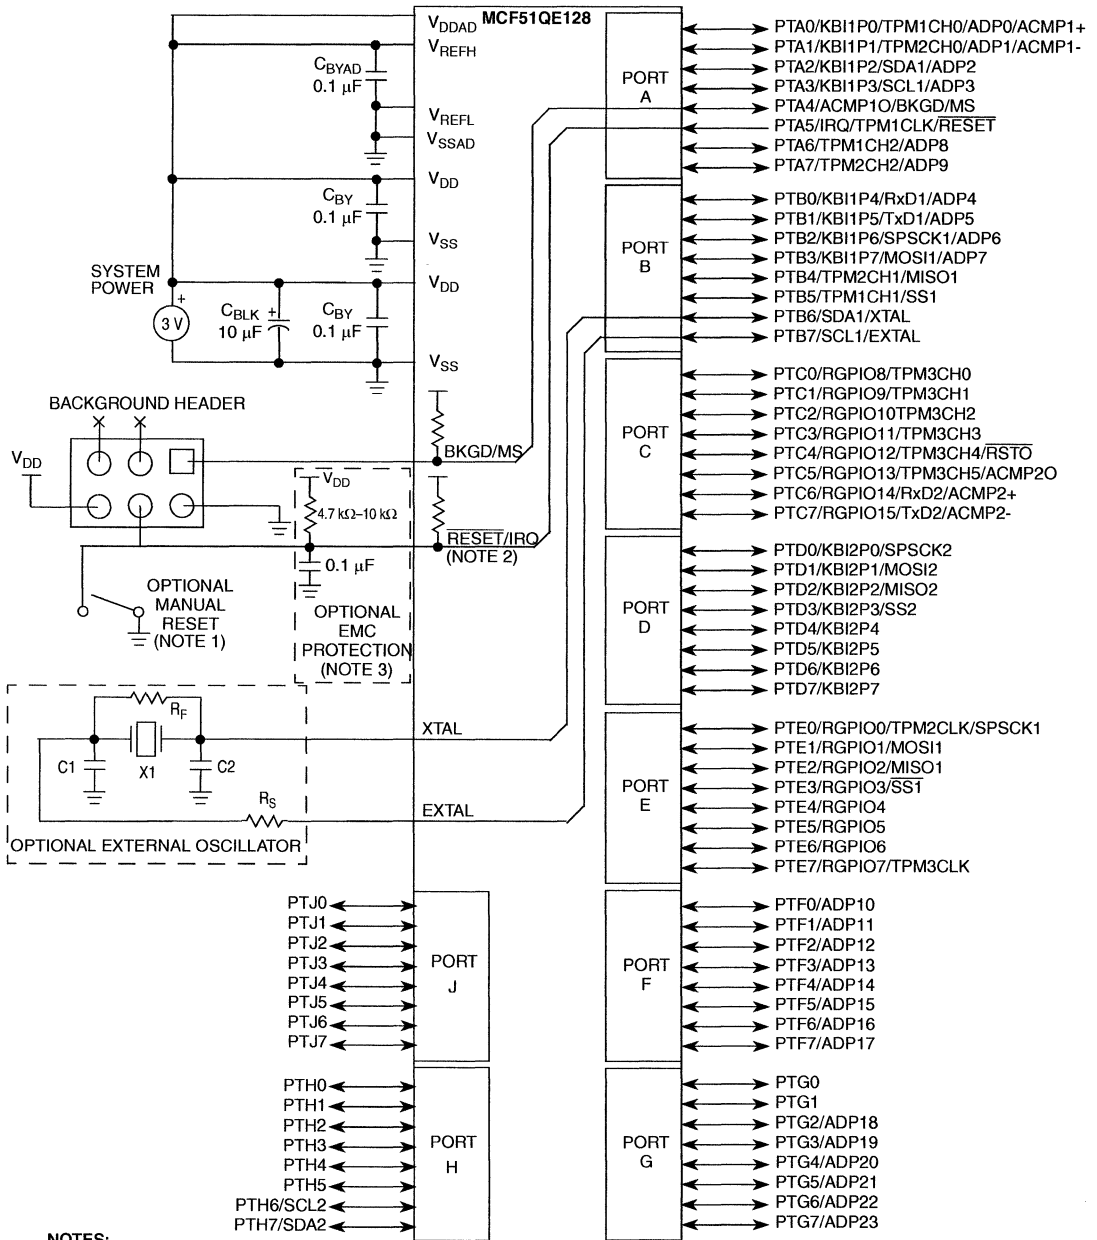 MCF51QE128
VDDAD
VREFH
CBYAD
0.1 μF
VREFL
VSSAD
VDD
CBY
0.1 μF
VSS
SYSTEM
POWER
3 V
+
VDD
CBLK
+
10 μF
CBY
0.1 μF
VSS
BACKGROUND HEADER
VDD
BKGD/MS
VDD
4.7 kΩ–10 kΩ
RESET/IRQ
(NOTE 2)
0.1 μF
OPTIONAL
MANUAL
RESET
(NOTE 1)
OPTIONAL
EMC
PROTECTION
(NOTE 3)
RF
C1
X1
C2
RS
OPTIONAL EXTERNAL OSCILLATOR
XTAL
EXTAL
PORT
A
PTA0/KBI1P0/TPM1CH0/ADP0/ACMP1+
PTA1/KBI1P1/TPM2CH0/ADP1/ACMP1-
PTA2/KBI1P2/SDA1/ADP2
PTA3/KBI1P3/SCL1/ADP3
PTA4/ACMP1O/BKGD/MS
PTA5/IRQ/TPM1CLK/RESET
PTA6/TPM1CH2/ADP8
PTA7/TPM2CH2/ADP9
PORT
B
PTB0/KBI1P4/RxD1/ADP4
PTB1/KBI1P5/TxD1/ADP5
PTB2/KBI1P6/SPSCK1/ADP6
PTB3/KBI1P7/MOSI1/ADP7
PTB4/TPM2CH1/MISO1
PTB5/TPM1CH1/SS1
PTB6/SDA1/XTAL
PTB7/SCL1/EXTAL
PORT
C
PTC0/RGPIO8/TPM3CH0
PTC1/RGPIO9/TPM3CH1
PTC2/RGPIO10TPM3CH2
PTC3/RGPIO11/TPM3CH3
PTC4/RGPIO12/TPM3CH4/RSTO
PTC5/RGPIO13/TPM3CH5/ACMP2O
PTC6/RGPIO14/RxD2/ACMP2+
PTC7/RGPIO15/TxD2/ACMP2-
PORT
D
PTD0/KBI2P0/SPSCK2
PTD1/KBI2P1/MOSI2
PTD2/KBI2P2/MISO2
PTD3/KBI2P3/SS2
PTD4/KBI2P4
PTD5/KBI2P5
PTD6/KBI2P6
PTD7/KBI2P7
PORT
E
PTE0/RGPIO0/TPM2CLK/SPSCK1
PTE1/RGPIO1/MOSI1
PTE2/RGPIO2/MISO1
PTE3/RGPIO3/SS1
PTE4/RGPIO4
PTE5/RGPIO5
PTE6/RGPIO6
PTE7/RGPIO7/TPM3CLK
PTJ0
PTJ1
PTJ2
PTJ3
PTJ4
PTJ5
PTJ6
PTJ7
PORT
J
PORT
F
PTF0/ADP10
PTF1/ADP11
PTF2/ADP12
PTF3/ADP13
PTF4/ADP14
PTF5/ADP15
PTF6/ADP16
PTF7/ADP17
PTH0
PTH1
PTH2
PTH3
PTH4
PTH5
PTH6/SCL2
PTH7/SDA2
PORT
H
PORT
G
PTG0
PTG1
PTG2/ADP18
PTG3/ADP19
PTG4/ADP20
PTG5/ADP21
PTG6/ADP22
PTG7/ADP23
NOTES: